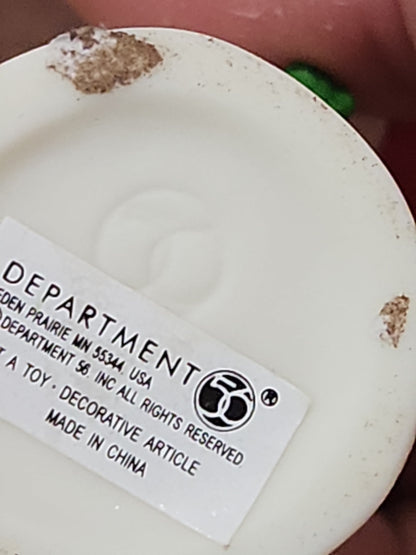 DEPARTMENT 56 ®
EDEN PRAIRIE MN 55344, USA
DEPARTMENT 56, INC ALL RIGHTS RESERVED
A TOY · DECORATIVE ARTICLE
MADE IN CHINA